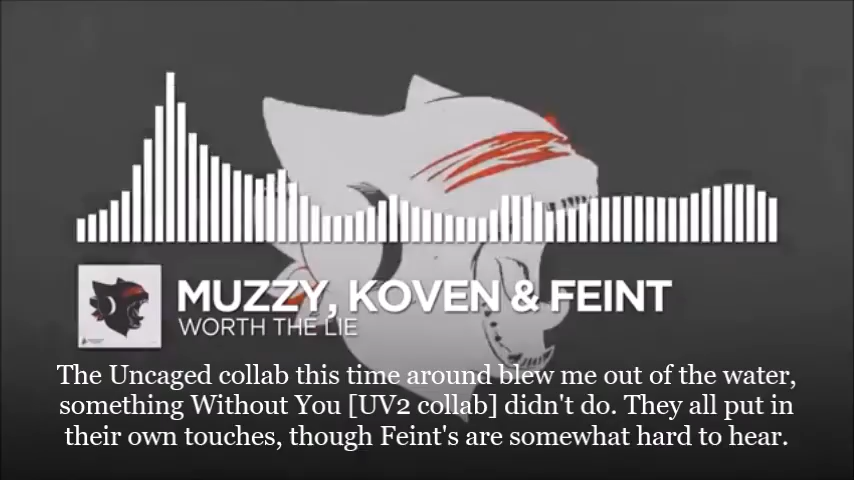 MUZZY, KOVEN & FEINT
WORTH THE LIE
The Uncaged collab this time around blew me out of the water,
something Without You [UV2 collab] didn't do. They all put in
their own touches, though Feint's are somewhat hard to hear.